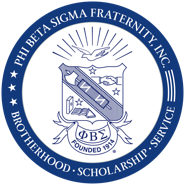 PHI BETA SIGMA FRATERNITY, INC.
ΦΒΣ
FOUNDED 1914
BROTHERHOOD · SCHOLARSHIP · SERVICE